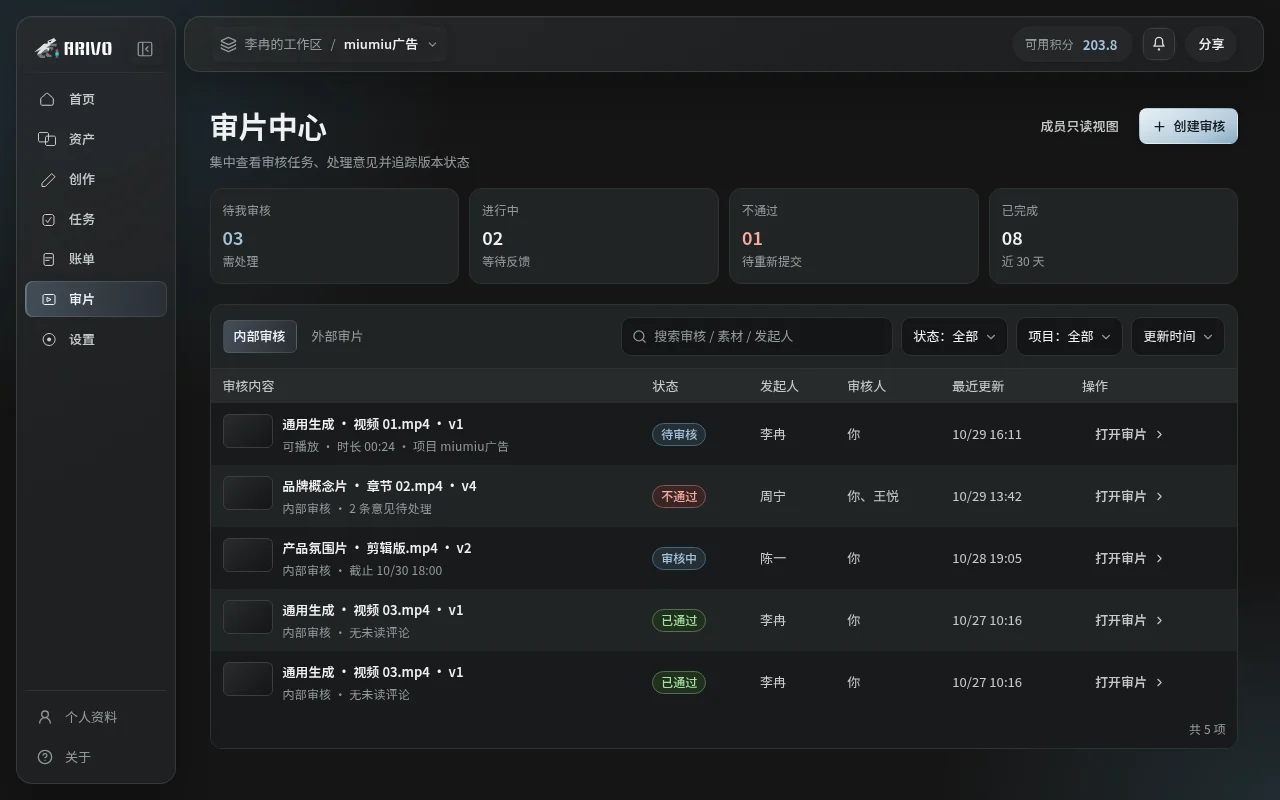 ARIVO
李冉的工作区 / miumiu广告
可用积分 203.8
分享
首页
资产
创作
任务
账单
审片
设置
个人资料
关于
审片中心
集中查看审核任务、处理意见并追踪版本状态
成员只读视图
创建审核
待我审核
03
需处理
进行中
02
等待反馈
不通过
01
待重新提交
已完成
08
近 30 天
内部审核 外部审片
搜索审核 / 素材 / 发起人
状态：全部
项目：全部
更新时间
审核内容 状态 发起人 审核人 最近更新 操作
通用生成 · 视频 01.mp4 · v1
可播放 · 时长 00:24 · 项目 miumiu广告
待审核 李冉 你 10/29 16:11 打开审片
品牌概念片 · 章节 02.mp4 · v4
内部审核 · 2 条意见待处理
不通过 周宁 你、王悦 10/29 13:42 打开审片
产品氛围片 · 剪辑版.mp4 · v2
内部审核 · 截止 10/30 18:00
审核中 陈一 你 10/28 19:05 打开审片
通用生成 · 视频 03.mp4 · v1
内部审核 · 无未读评论
已通过 李冉 你 10/27 10:16 打开审片
通用生成 · 视频 03.mp4 · v1
内部审核 · 无未读评论
已通过 李冉 你 10/27 10:16 打开审片
共 5 项